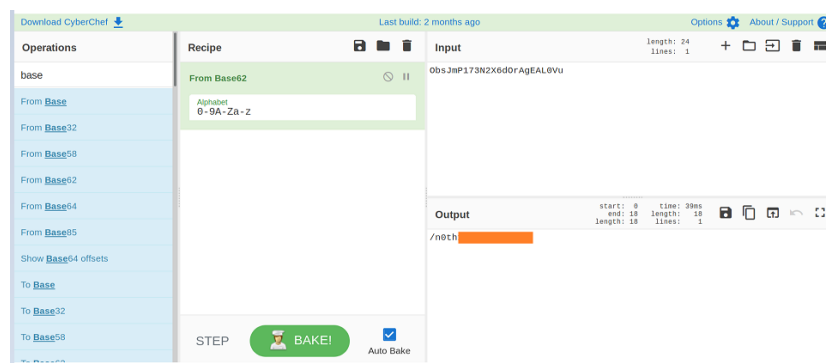 Download CyberChef
Last build: 2 months ago
Options
About / Support
Operations
base
From Base
From Base32
From Base58
From Base62
From Base64
From Base85
Show Base64 offsets
To Base
To Base32
To Base58
Recipe
From Base62
Alphabet
0-9A-Za-z
STEP
BAKE!
Auto Bake
Input
length: 24
lines: 1
ObsJmP173N2X6dOrAgEAL0Vu
Output
start: 0
end: 18
length: 18
time: 39ms
length: 18
lines: 1
/n0th